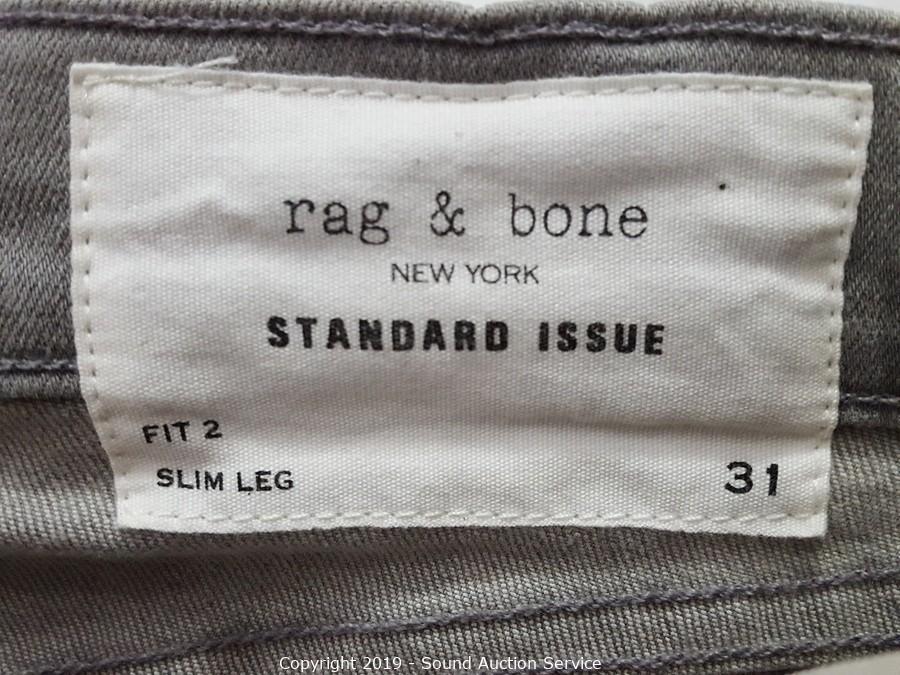 rag & bone
NEW YORK
STANDARD ISSUE
FIT 2
SLIM LEG
31
Copyright 2019 - Sound Auction Service